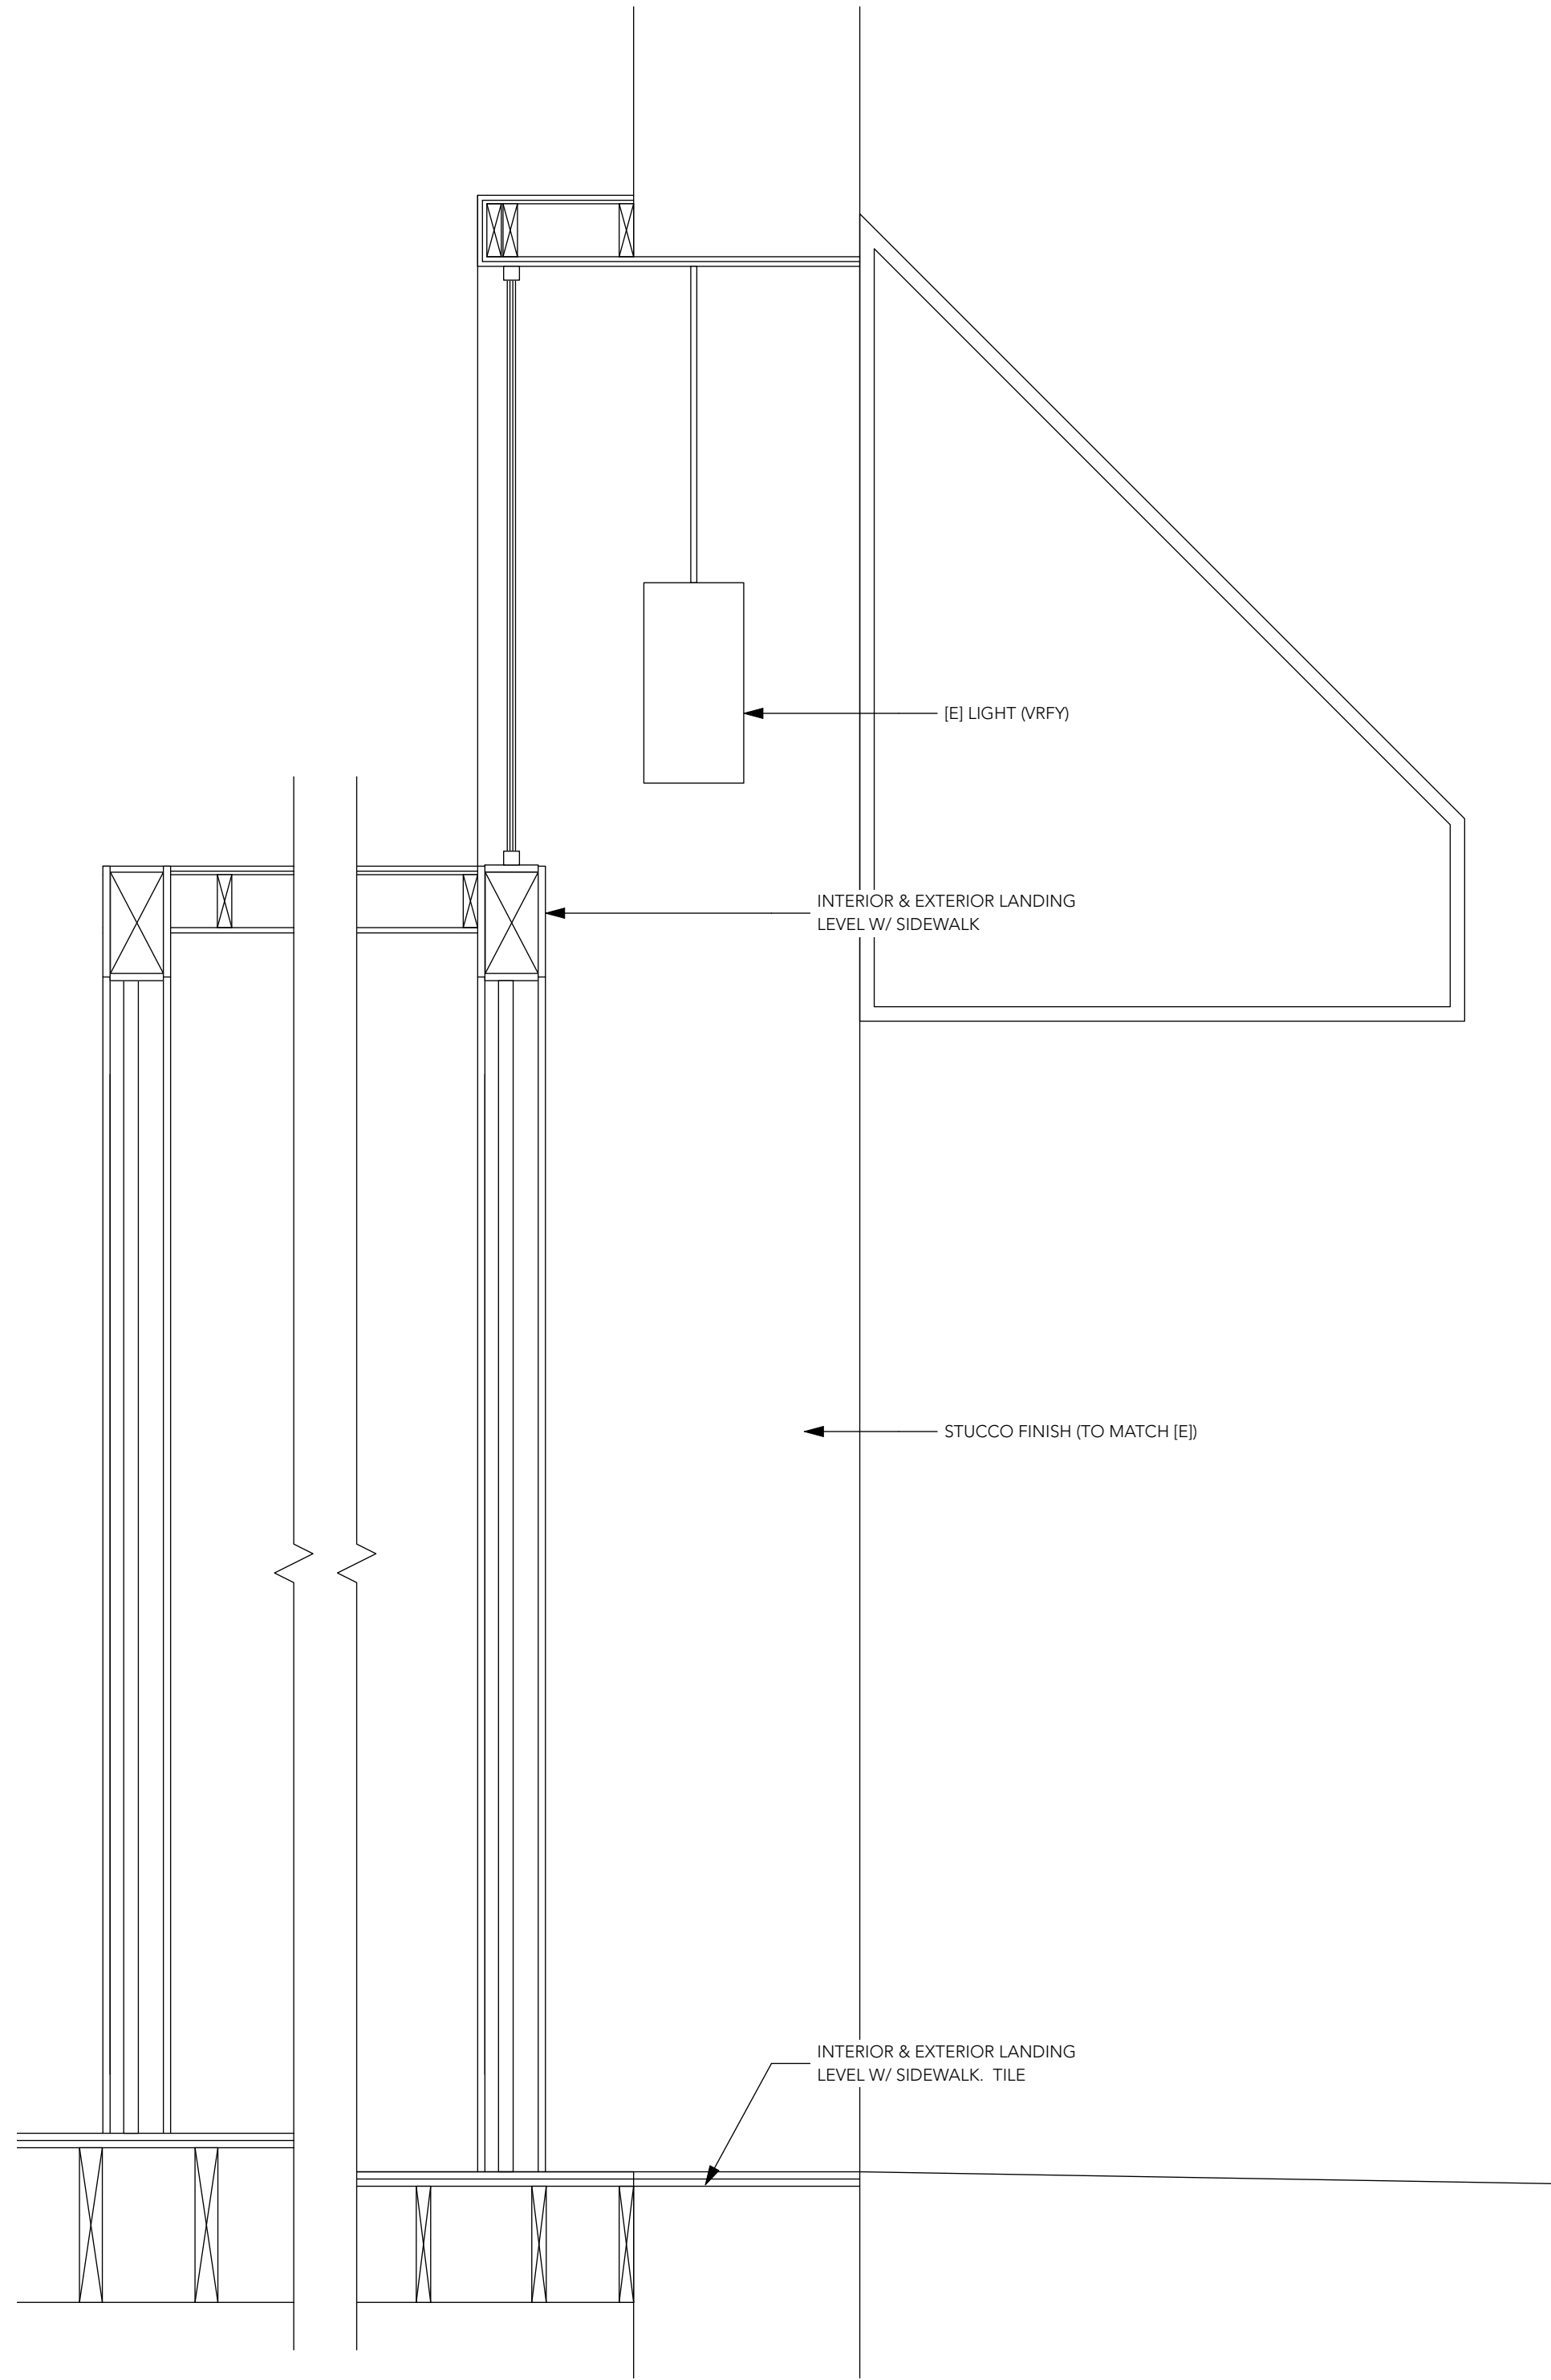 [E] LIGHT (VRFY)
INTERIOR & EXTERIOR LANDING
LEVEL W/ SIDEWALK
STUCCO FINISH (TO MATCH [E])
INTERIOR & EXTERIOR LANDING
LEVEL W/ SIDEWALK.  TILE